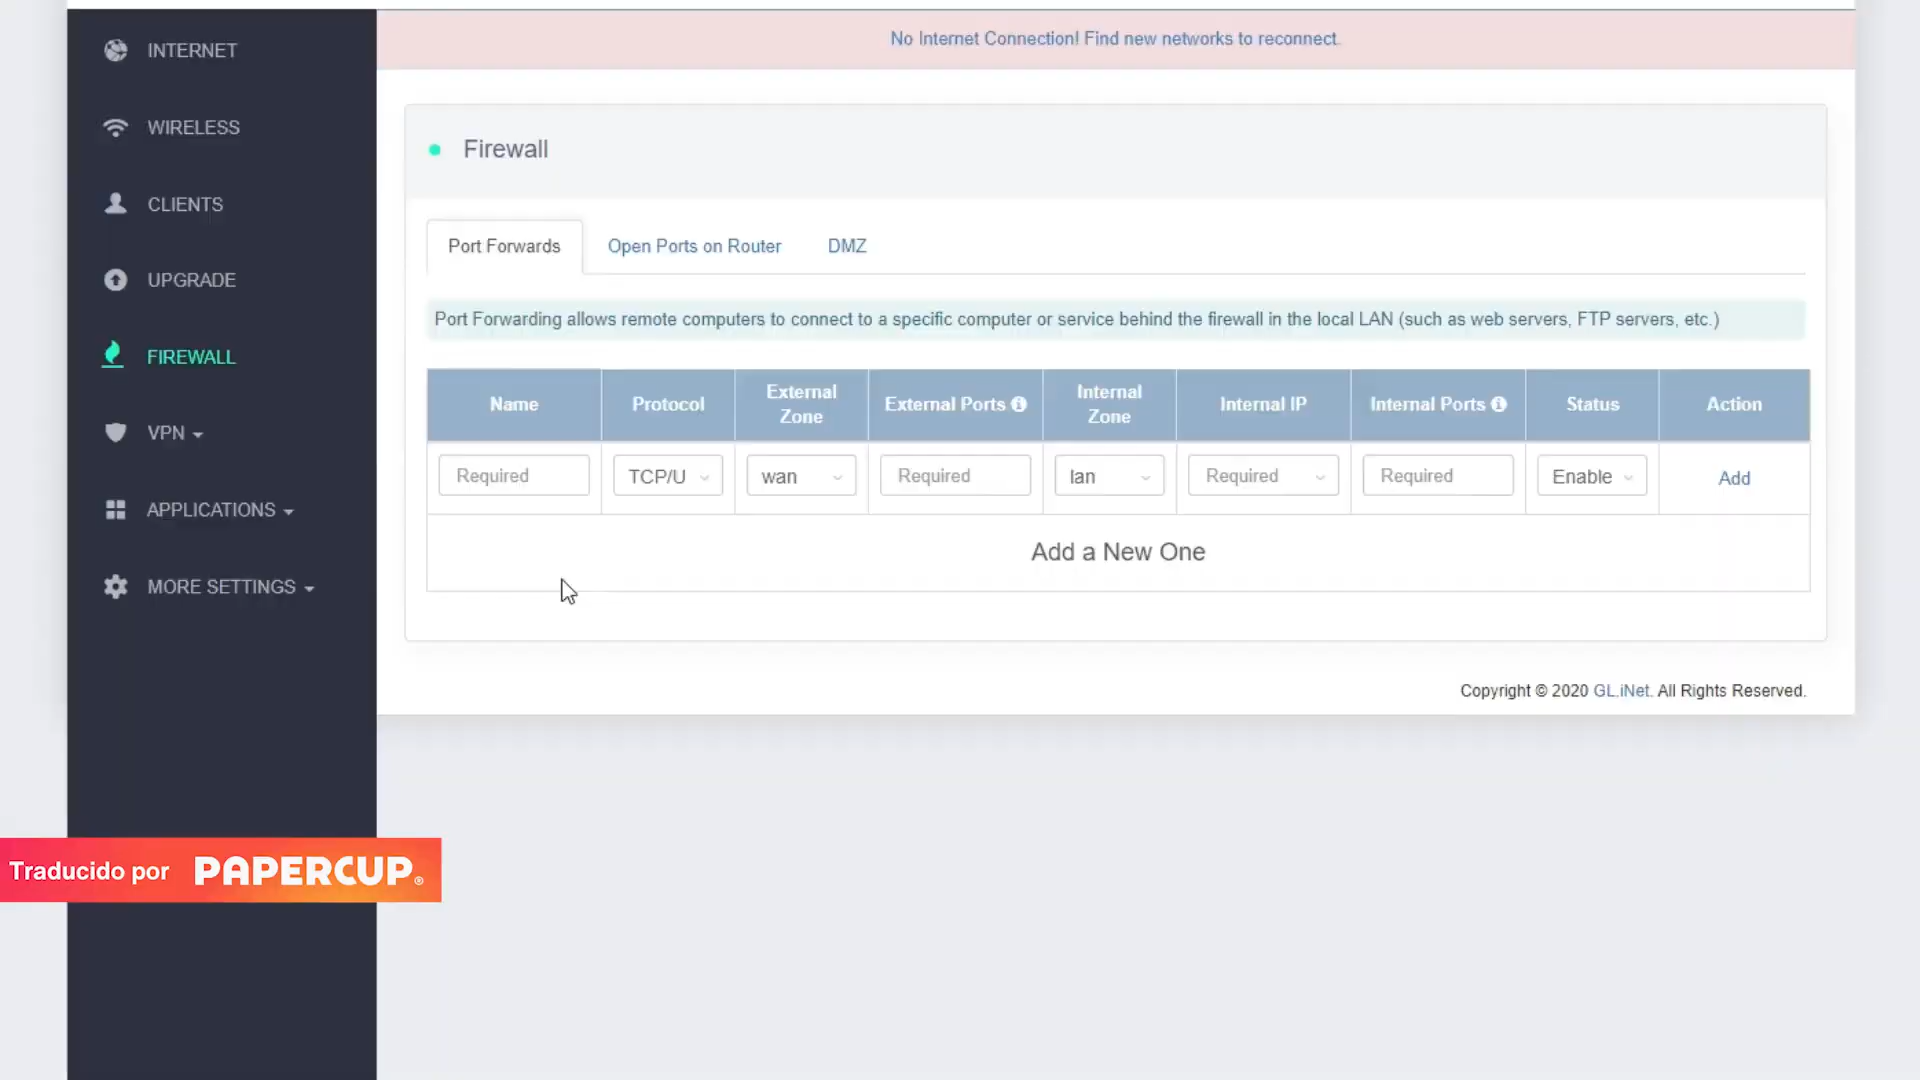 No Internet Connection! Find new networks to reconnect.
INTERNET
WIRELESS
CLIENTS
UPGRADE
FIREWALL
VPN
APPLICATIONS
MORE SETTINGS
Firewall
Port Forwards Open Ports on Router DMZ
Port Forwarding allows remote computers to connect to a specific computer or service behind the firewall in the local LAN (such as web servers, FTP servers, etc.)
Name Protocol External Zone External Ports Internal Zone Internal IP Internal Ports Status Action
Required TCP/U wan Required lan Required Required Enable Add
Add a New One
Copyright © 2020 GL.iNet. All Rights Reserved.
Traducido por PAPERCUP®